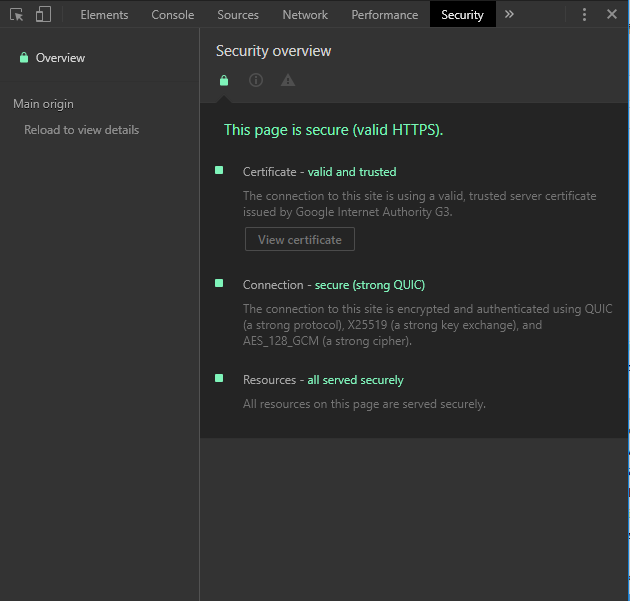 Elements Console Sources Network Performance Security »
Overview
Main origin
Reload to view details
Security overview
This page is secure (valid HTTPS).
Certificate - valid and trusted
The connection to this site is using a valid, trusted server certificate
issued by Google Internet Authority G3.
View certificate
Connection - secure (strong QUIC)
The connection to this site is encrypted and authenticated using QUIC
(a strong protocol), X25519 (a strong key exchange), and
AES_128_GCM (a strong cipher).
Resources - all served securely
All resources on this page are served securely.